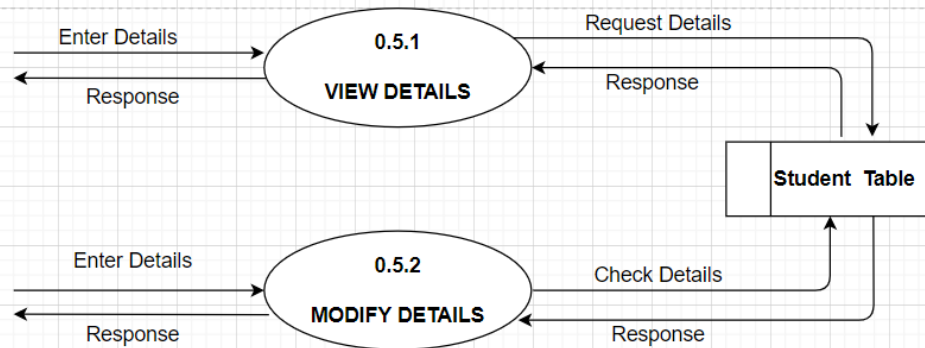 Enter Details
0.5.1
Request Details
VIEW DETAILS
Response
Response
Student Table
Enter Details
0.5.2
Check Details
MODIFY DETAILS
Response
Response